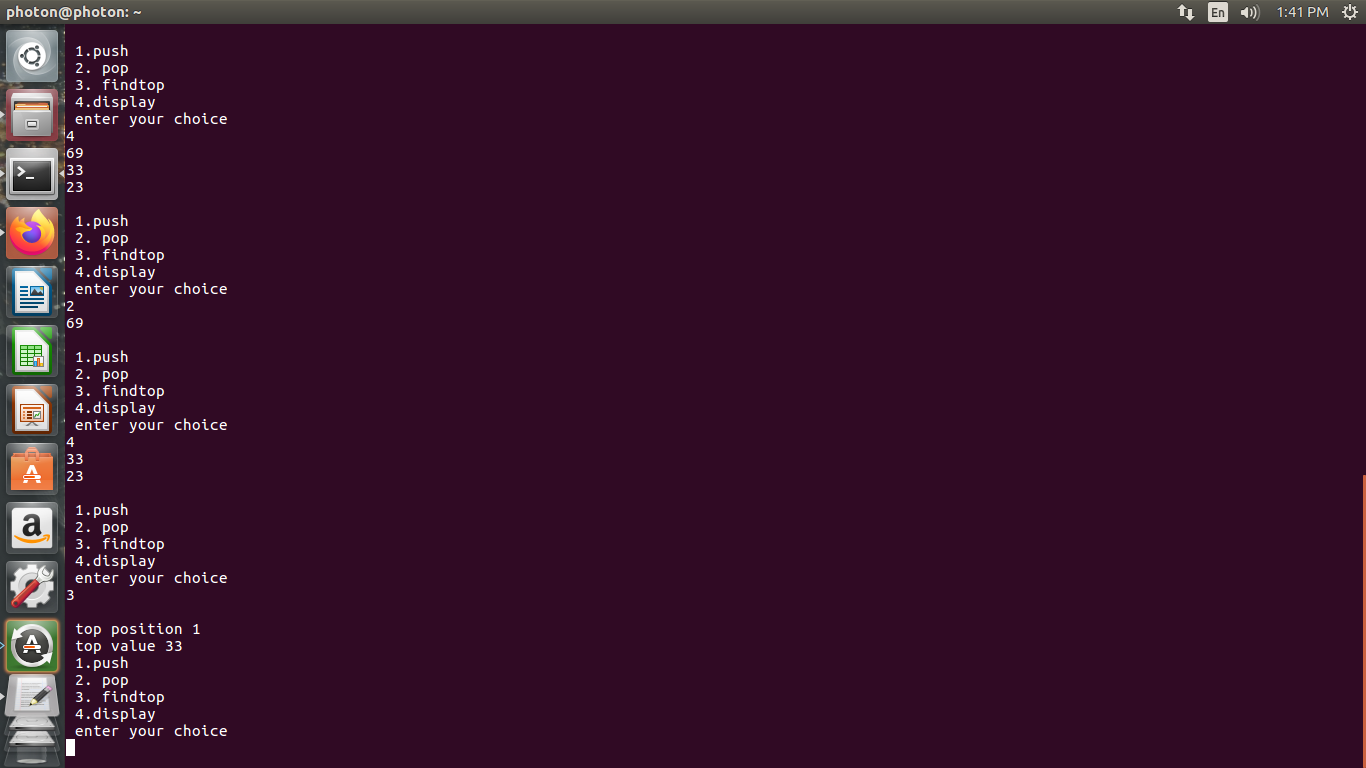 photon@photon: ~
En
1:41 PM
1.push
2. pop
3. findtop
4.display
enter your choice
4
69
33
23
1.push
2. pop
3. findtop
4.display
enter your choice
2
69
1.push
2. pop
3. findtop
4.display
enter your choice
4
33
23
1.push
2. pop
3. findtop
4.display
enter your choice
3
top position 1
top value 33
1.push
2. pop
3. findtop
4.display
enter your choice